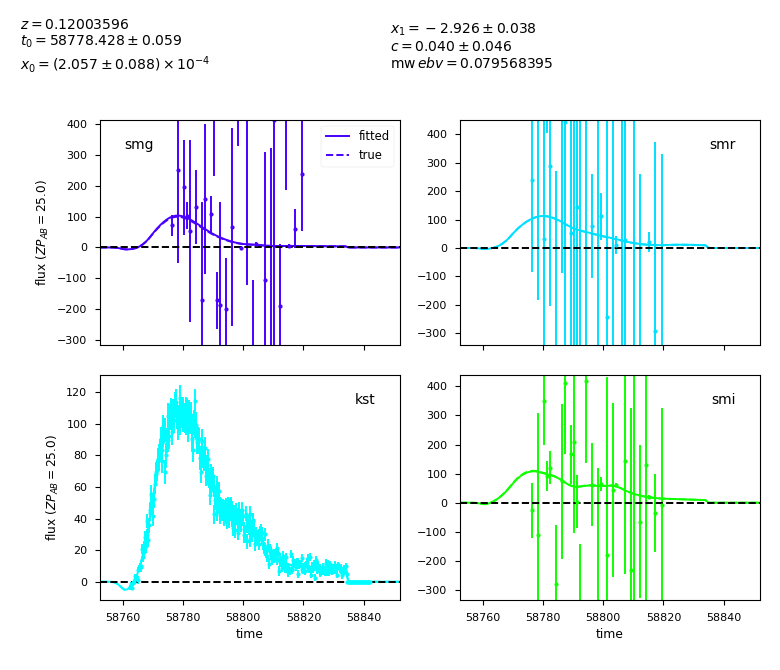 z = 0.12003596
t₀ = 58778.428 ± 0.059
x₀ = (2.057 ± 0.088) × 10⁻⁴
x₁ = −2.926 ± 0.038
c = 0.040 ± 0.046
mw ebv = 0.079568395
smg
fitted
true
400
300
200
100
0
−100
−200
−300
flux (ZP_AB = 25.0)
smr
400
300
200
100
0
−100
−200
−300
kst
120
100
80
60
40
20
0
flux (ZP_AB = 25.0)
58760 58780 58800 58820 58840
time
smi
400
300
200
100
0
−100
−200
−300
58760 58780 58800 58820 58840
time